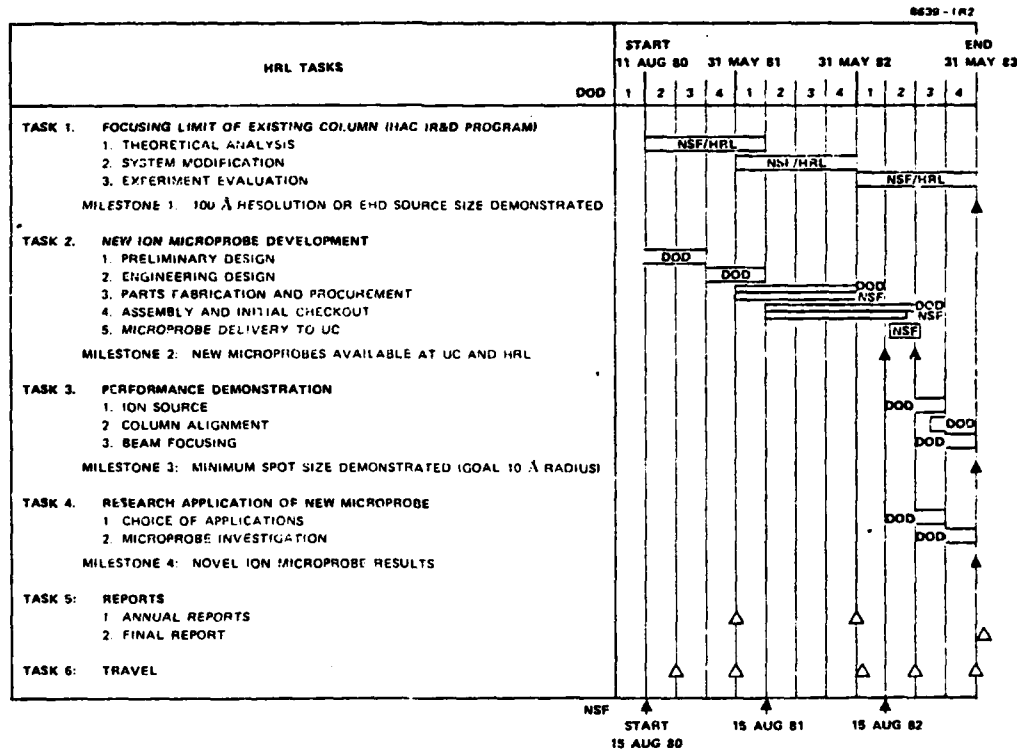 8639-1R2
START END
HRL TASKS 11 AUG 80 31 MAY 81 31 MAY 82 31 MAY 83
DOD 1 2 3 4 1 2 3 4 1 2 3 4
TASK 1. FOCUSING LIMIT OF EXISTING COLUMN (HAC IR&D PROGRAM)
1. THEORETICAL ANALYSIS NSF/HRL
2. SYSTEM MODIFICATION NSF/HRL
3. EXPERIMENT EVALUATION NSF/HRL
MILESTONE 1. 100 Å RESOLUTION OR EHD SOURCE SIZE DEMONSTRATED
TASK 2. NEW ION MICROPROBE DEVELOPMENT
1. PRELIMINARY DESIGN DOD
2. ENGINEERING DESIGN DOD
3. PARTS FABRICATION AND PROCUREMENT DOD NSF
4. ASSEMBLY AND INITIAL CHECKOUT DOD NSF
5. MICROPROBE DELIVERY TO UC NSF
MILESTONE 2: NEW MICROPROBES AVAILABLE AT UC AND HRL
TASK 3. PERFORMANCE DEMONSTRATION
1. ION SOURCE DOD
2 COLUMN ALIGNMENT DOD
3. BEAM FOCUSING DOD
MILESTONE 3: MINIMUM SPOT SIZE DEMONSTRATED (GOAL 10 Å RADIUS)
TASK 4. RESEARCH APPLICATION OF NEW MICROPROBE
1 CHOICE OF APPLICATIONS DOD
2. MICROPROBE INVESTIGATION DOD
MILESTONE 4: NOVEL ION MICROPROBE RESULTS
TASK 5: REPORTS
1 ANNUAL REPORTS
2. FINAL REPORT
TASK 6: TRAVEL
NSF
START 15 AUG 81 15 AUG 82
15 AUG 80